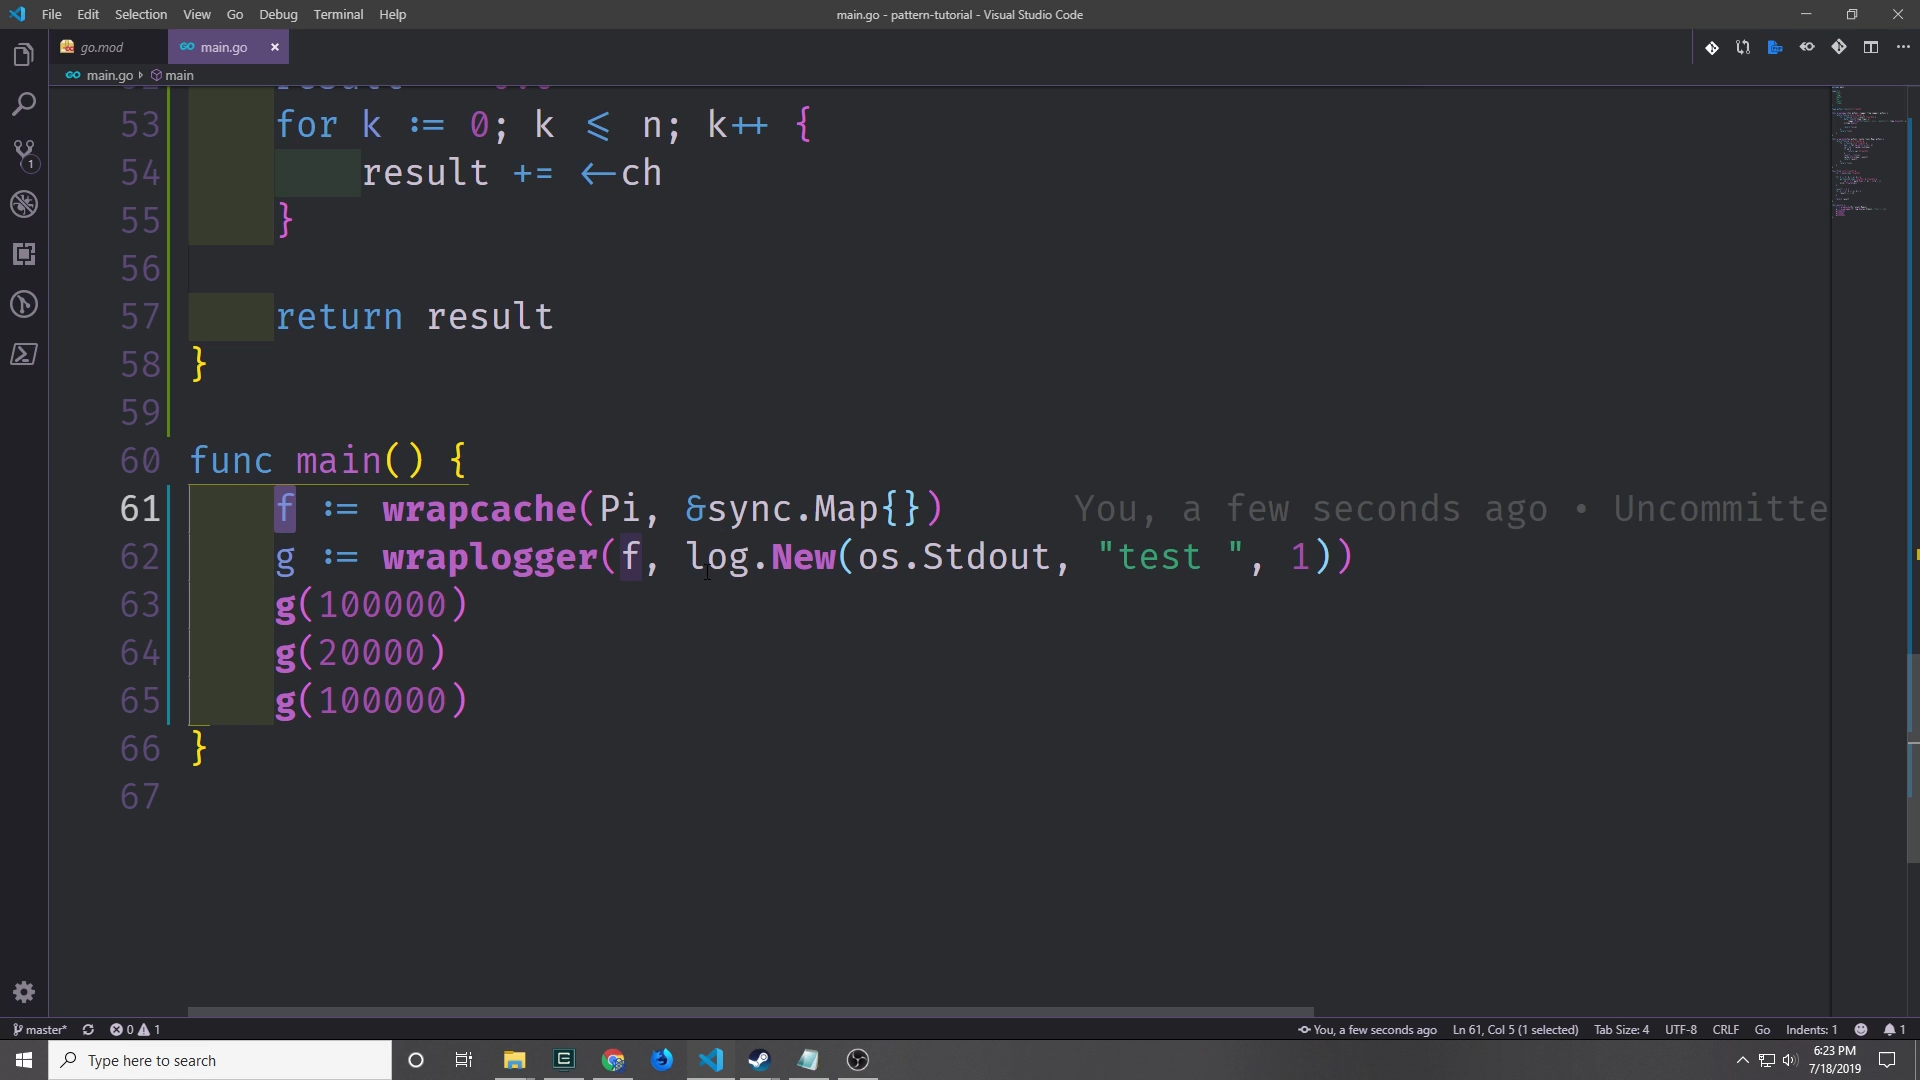 File Edit Selection View Go Debug Terminal Help
main.go - pattern-tutorial - Visual Studio Code
go.mod
main.go ×
main.go main
53 for k := 0; k <= n; k++ {
54 result += <-ch
55 }
56
57 return result
58 }
59
60 func main() {
61 f := wrapcache(Pi, &sync.Map{}) You, a few seconds ago • Uncommitte
62 g := wraplogger(f, log.New(os.Stdout, "test ", 1))
63 g(100000)
64 g(20000)
65 g(100000)
66 }
67
1
master* 0 1
You, a few seconds ago Ln 61, Col 5 (1 selected) Tab Size: 4 UTF-8 CRLF Go Indents: 1 1
Type here to search
6:23 PM
7/18/2019